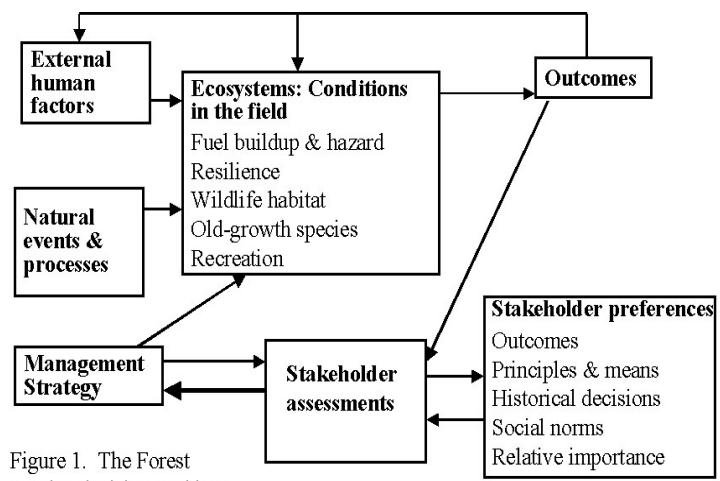 External
human
factors
Ecosystems: Conditions
in the field
Fuel buildup & hazard
Resilience
Wildlife habitat
Old-growth species
Recreation
Outcomes
Natural
events &
processes
Management
Strategy
Stakeholder
assessments
Stakeholder preferences
Outcomes
Principles & means
Historical decisions
Social norms
Relative importance
Figure 1. The Forest